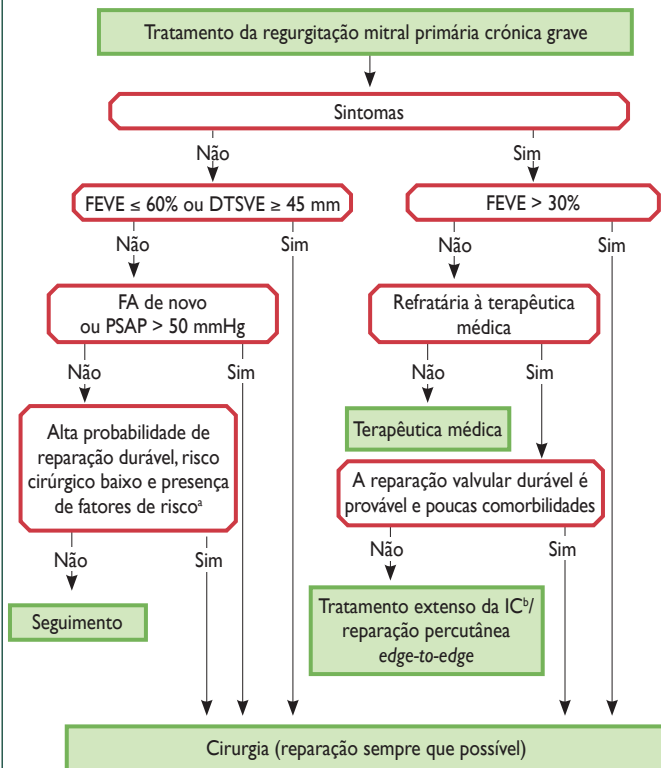 Tratamento da regurgitação mitral primária crónica grave
Sintomas
Não
Sim
FEVE ≤ 60% ou DTSVE ≥ 45 mm
FEVE > 30%
Não
Sim
Não
Sim
FA de novo
ou PSAP > 50 mmHg
Refratária à terapêutica
médica
Não
Sim
Não
Sim
Alta probabilidade de
reparação durável, risco
cirúrgico baixo e presença
de fatores de riscoᵃ
Terapêutica médica
A reparação valvular durável é
provável e poucas comorbilidades
Não
Sim
Não
Sim
Seguimento
Tratamento extenso da ICᵇ/
reparação percutânea
edge-to-edge
Cirurgia (reparação sempre que possível)